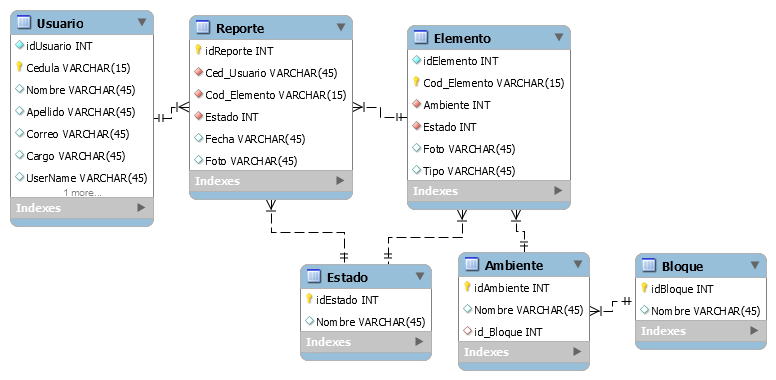 Usuario
idUsuario INT
Cedula VARCHAR(15)
Nombre VARCHAR(45)
Apellido VARCHAR(45)
Correo VARCHAR(45)
Cargo VARCHAR(45)
UserName VARCHAR(45)
1 more...
Indexes
Reporte
idReporte INT
Ced_Usuario VARCHAR(45)
Cod_Elemento VARCHAR(15)
Estado INT
Fecha VARCHAR(45)
Foto VARCHAR(45)
Indexes
Elemento
idElemento INT
Cod_Elemento VARCHAR(15)
Ambiente INT
Estado INT
Foto VARCHAR(45)
Tipo VARCHAR(45)
Indexes
Estado
idEstado INT
Nombre VARCHAR(45)
Indexes
Ambiente
idAmbiente INT
Nombre VARCHAR(45)
id_Bloque INT
Indexes
Bloque
idBloque INT
Nombre VARCHAR(45)
Indexes